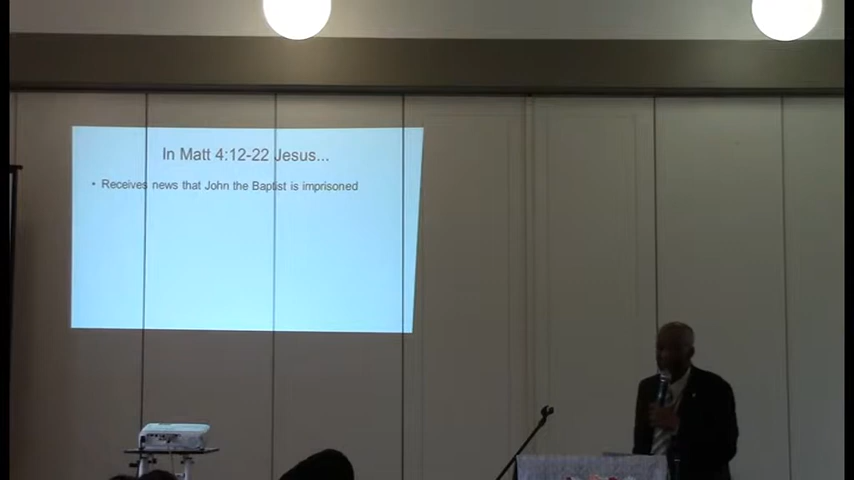 In Matt 4:12-22 Jesus...
• Receives news that John the Baptist is imprisoned